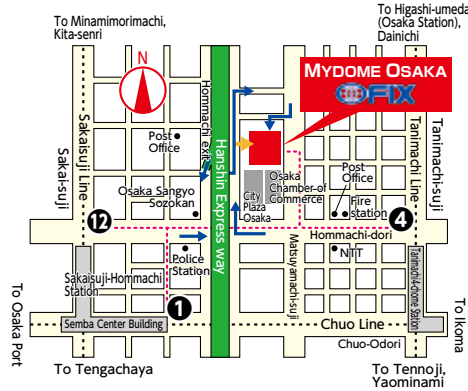 To Minamimorimachi,
Kita-senri
To Higashi-umeda
(Osaka Station),
Dainichi
N
MYDOME OSAKA
OFIX
Sakaisuji Line
Sakai-suji
Hommachi exit
Hanshin Express way
Tanimachi Line
Tanimachi-suji
Post
Office
Osaka Sangyo
Sozokan
City
Plaza
Osaka
Osaka
Chamber of
Commerce
Post
Office
Fire
station
12
4
Police
Station
Hommachi-dori
NTT
Matsuyamachi-suji
Sakaisuji-Hommachi
Station
Tanimachi4-chome Station
1
Semba Center Building
Chuo Line
Chuo-Odori
To Osaka Port
To Ikoma
To Tengachaya
To Tennoji,
Yaominami